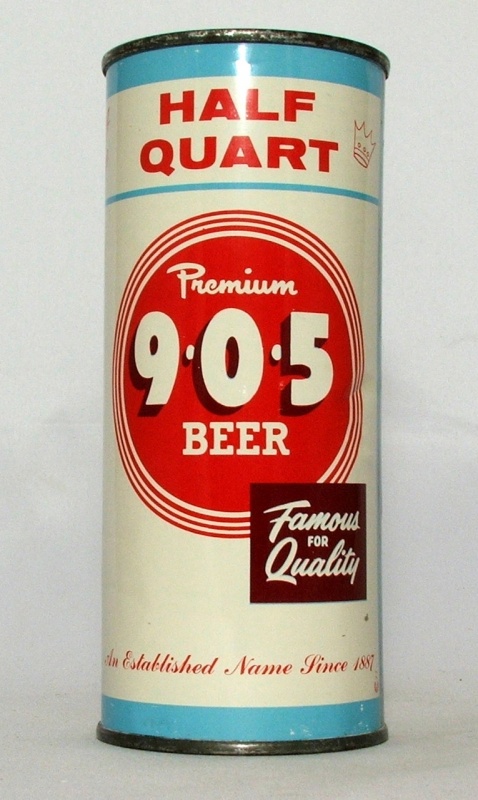 HALF
QUART
Premium
9·0·5
BEER
Famous
FOR
Quality
An Established Name Since 1887